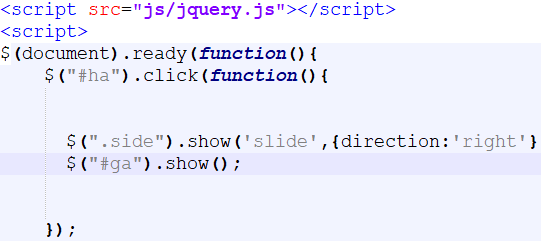 <script src="js/jquery.js"></script>
<script>
$(document).ready(function(){
    $("#ha").click(function(){
        $(".side").show('slide',{direction:'right'}
        $("#ga").show();
    });